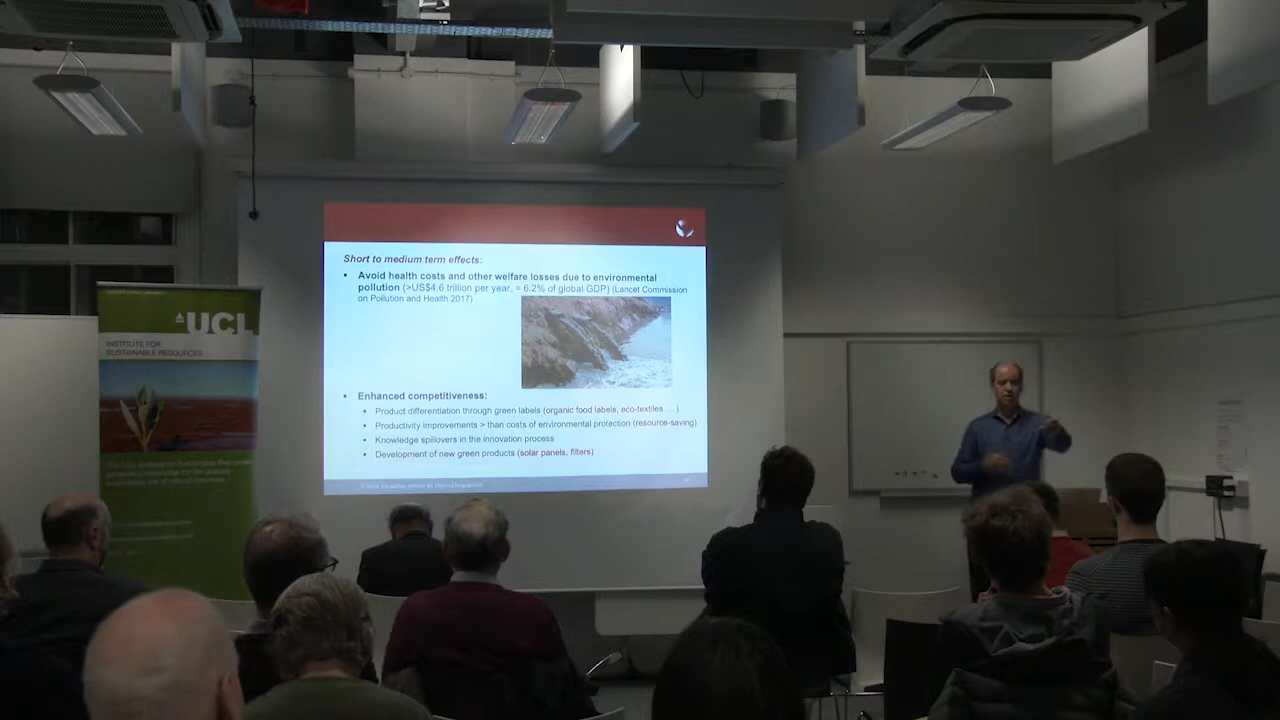 Short to medium term effects:
• Avoid health costs and other welfare losses due to environmental
pollution (>US$4.6 trillion per year, = 6.2% of global GDP) (Lancet Commission
on Pollution and Health 2017)
• Enhanced competitiveness:
• Product differentiation through green labels (organic food labels, eco-textiles … )
• Productivity improvements > than costs of environmental protection (resource-saving)
• Knowledge spillovers in the innovation process
• Development of new green products (solar panels, filters)
UCL
INSTITUTE FOR
SUSTAINABLE RESOURCES